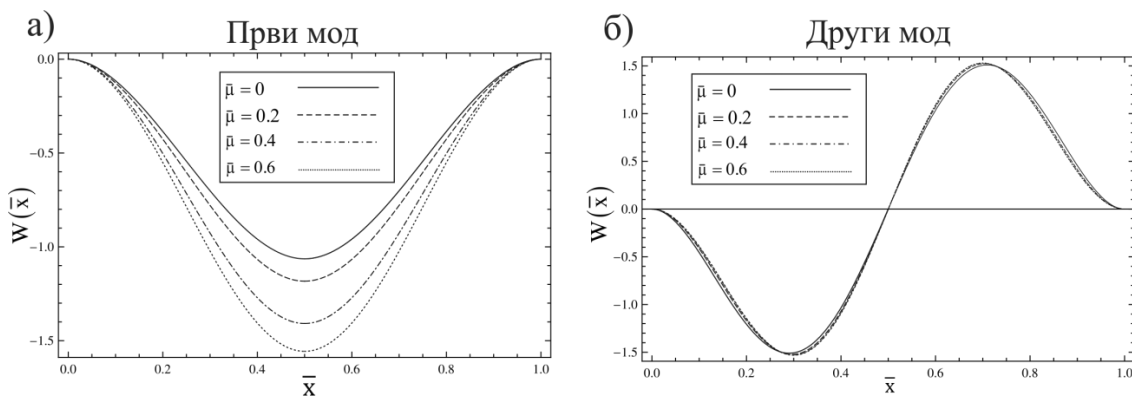 а)
Први мод
0.0
-0.5
-1.0
-1.5
W(x̄)
μ̄ = 0
μ̄ = 0.2
μ̄ = 0.4
μ̄ = 0.6
0.0 0.2 0.4 0.6 0.8 1.0
x̄
б)
Други мод
1.5
1.0
0.5
0.0
-0.5
-1.0
-1.5
W(x̄)
μ̄ = 0
μ̄ = 0.2
μ̄ = 0.4
μ̄ = 0.6
0.0 0.2 0.4 0.6 0.8 1.0
x̄